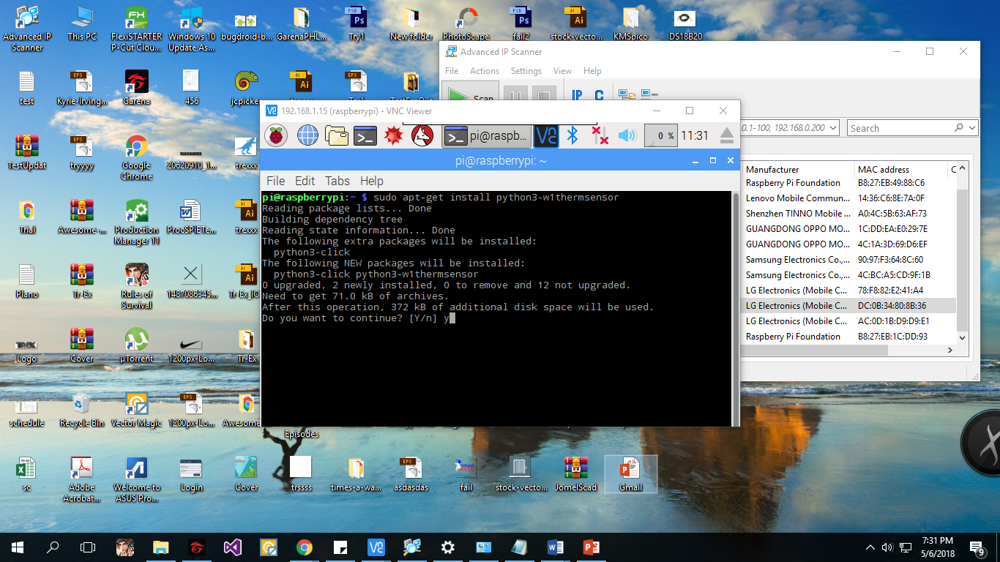 Advanced IP Scanner
This PC
FlexiSTARTER P-Cut Clou...
Windows 10 Update As...
bugdroid-b...
GarenaPHL...
Try1
New folder
PhotoScape
fail2
stock-vecto...
KMSpico
DS18B20
test
Kyrie-Irving...
Garena
456
jcpicker
TestUpdat
tryyyy
Google Chrome
20620910_1...
trexxx
Trial
Awesome-...
Production Manager 11
ProcSPIETe...
trexxx
Plano
Tr-Ex
Rules of Survival
1487086345...
Tr-Ex_IO
Logo
Cover
µTorrent
1200px-Lo...
Tr-Ex
schedule
Recycle Bin
Vector Magic
1200px-Lo...
Awesome
Episodes
sc
Adobe Acrobat...
Welcome to ASUS Pro...
Login
Cover
trssss
times-a-wa...
asdasdas
fail
stock-vecto...
JomelScad
Gmail
Advanced IP Scanner
File Actions Settings View Help
Scan IP C
0.1-100, 192.168.0.200
Search
Manufacturer MAC address C
Raspberry Pi Foundation B8:27:EB:49:88:C6
Lenovo Mobile Commun... 14:36:C6:8E:7A:0F
Shenzhen TINNO Mobile ... A0:4C:5B:63:AF:73
GUANGDONG OPPO MO... 1C:DD:EA:E0:29:7E
GUANGDONG OPPO MO... 4C:1A:3D:69:D6:EF
Samsung Electronics Co.,... 90:97:F3:64:8C:60
Samsung Electronics Co.,... 4C:BC:A5:CD:9F:1B
LG Electronics (Mobile C... 78:F8:82:E2:41:A4
LG Electronics (Mobile C... DC:0B:34:80:8B:36
LG Electronics (Mobile C... AC:0D:1B:D9:D9:E1
Raspberry Pi Foundation B8:27:EB:1C:DD:93
192.168.1.15 (raspberrypi) - VNC Viewer
pi@raspb... 0 % 11:31
pi@raspberrypi: ~
File Edit Tabs Help
pi@raspberrypi:~ $ sudo apt-get install python3-w1thermsensor
Reading package lists... Done
Building dependency tree
Reading state information... Done
The following extra packages will be installed:
python3-click
The following NEW packages will be installed:
python3-click python3-w1thermsensor
0 upgraded, 2 newly installed, 0 to remove and 12 not upgraded.
Need to get 71.0 kB of archives.
After this operation, 372 kB of additional disk space will be used.
Do you want to continue? [Y/n] y
7:31 PM
5/6/2018
9